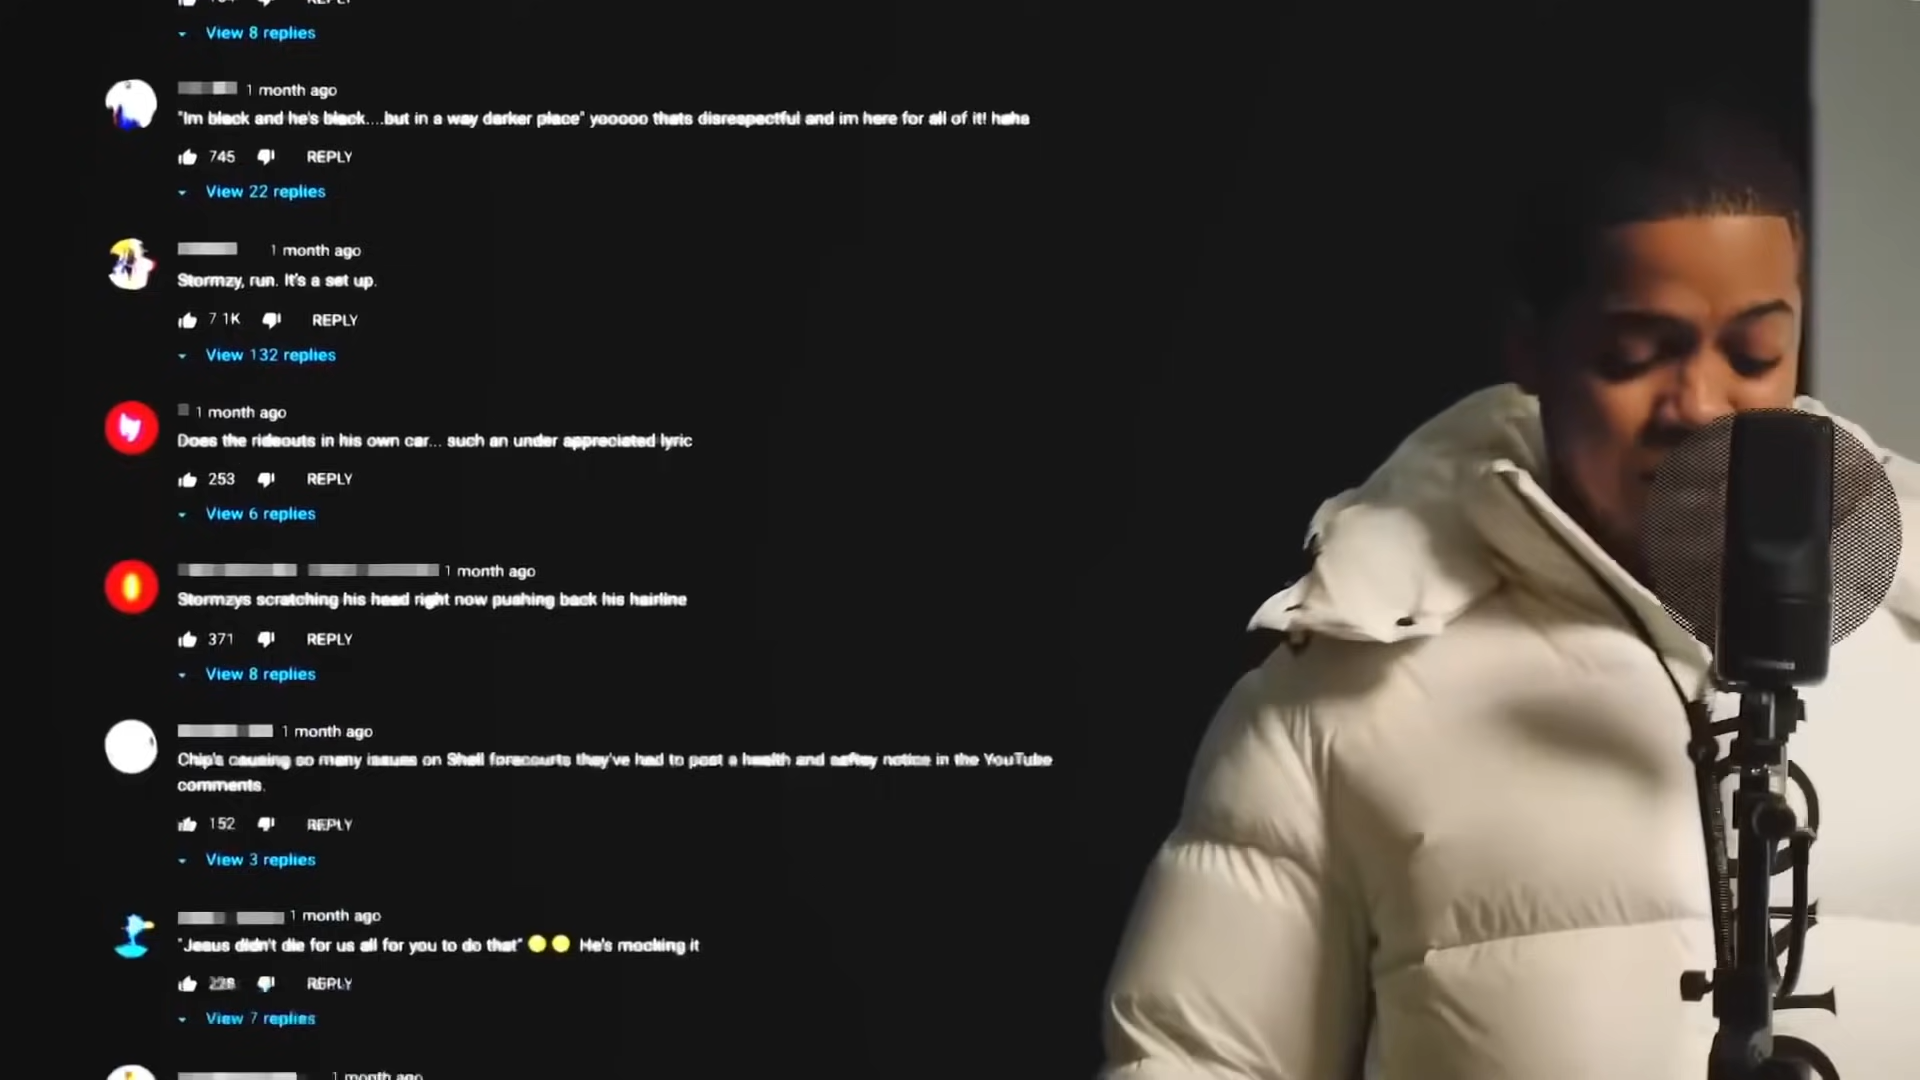 View 8 replies
1 month ago
"Im black and he's black....but in a way darker place" yooooo thats disrespectful and im here for all of it! haha
745 REPLY
View 22 replies
1 month ago
Stormzy, run. It's a set up.
7 1K REPLY
View 132 replies
1 month ago
Does the rideouts in his own car... such an under appreciated lyric
253 REPLY
View 6 replies
1 month ago
Stormzys scratching his head right now pushing back his hairline
371 REPLY
View 8 replies
1 month ago
Chip's causing so many issues on Shell forecourts they've had to post a health and saftey notice in the YouTube
comments.
152 REPLY
View 3 replies
1 month ago
"Jesus didn't die for us all for you to do that" He's mocking it
228 REPLY
View 7 replies
1 month ago